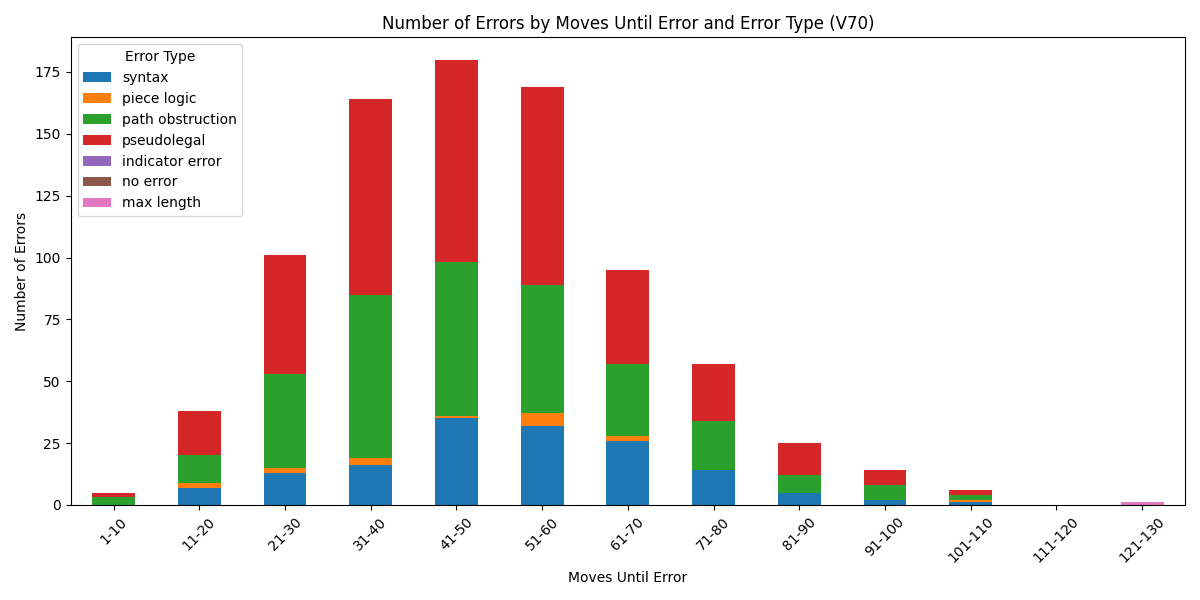 Number of Errors by Moves Until Error and Error Type (V70)
Error Type
syntax
piece logic
path obstruction
pseudolegal
indicator error
no error
max length
Number of Errors
175
150
125
100
75
50
25
0
1-10
11-20
21-30
31-40
41-50
51-60
61-70
71-80
81-90
91-100
101-110
111-120
121-130
Moves Until Error